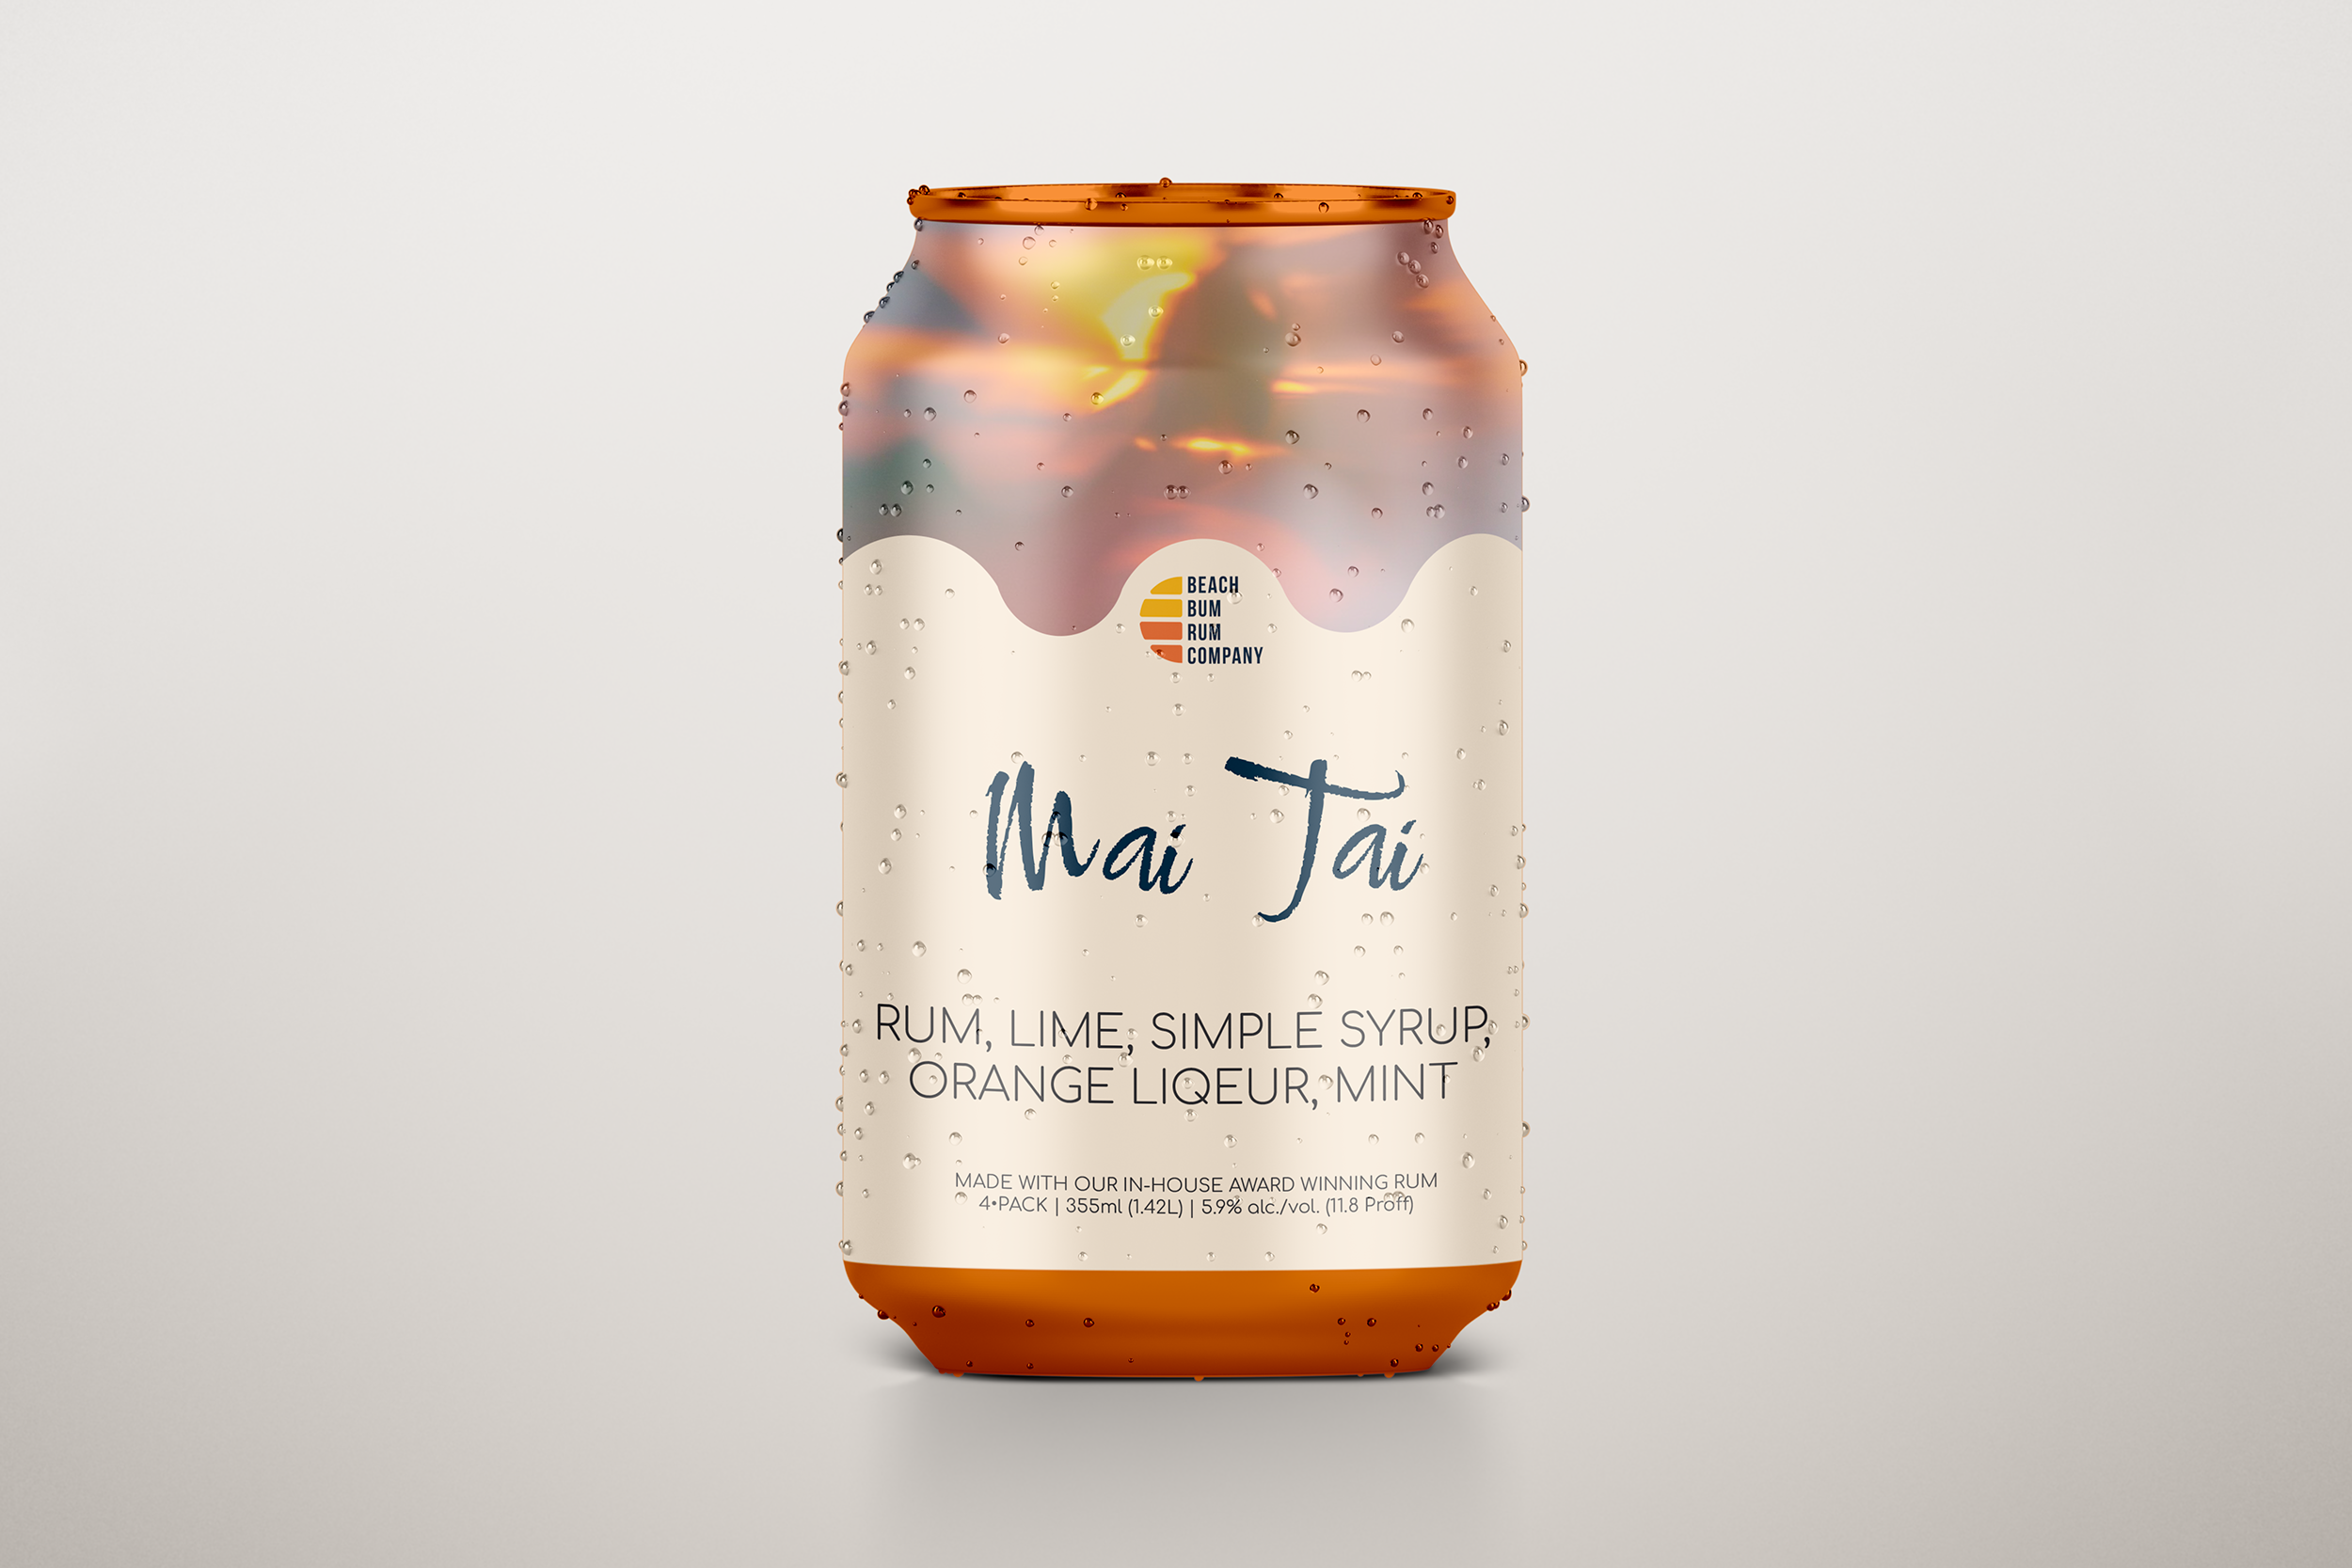 BEACH
BUM
RUM
COMPANY
Mai Tai
RUM, LIME, SIMPLE SYRUP,
ORANGE LIQEUR, MINT
MADE WITH OUR IN-HOUSE AWARD WINNING RUM
4•PACK | 355ml (1.42L) | 5.9% alc./vol. (11.8 Proff)